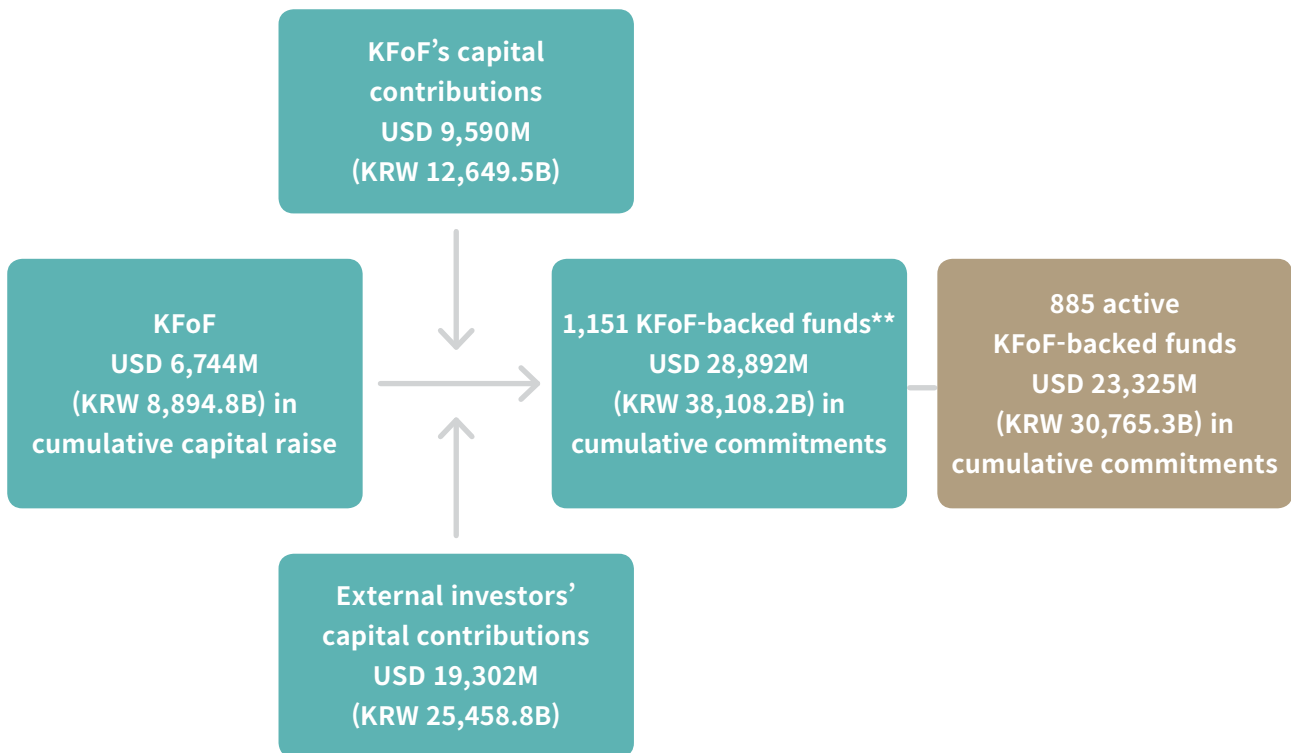 KFoF’s capital
contributions
USD 9,590M
(KRW 12,649.5B)
KFoF
USD 6,744M
(KRW 8,894.8B) in
cumulative capital raise
1,151 KFoF-backed funds**
USD 28,892M
(KRW 38,108.2B) in
cumulative commitments
885 active
KFoF-backed funds
USD 23,325M
(KRW 30,765.3B) in
cumulative commitments
External investors’
capital contributions
USD 19,302M
(KRW 25,458.8B)